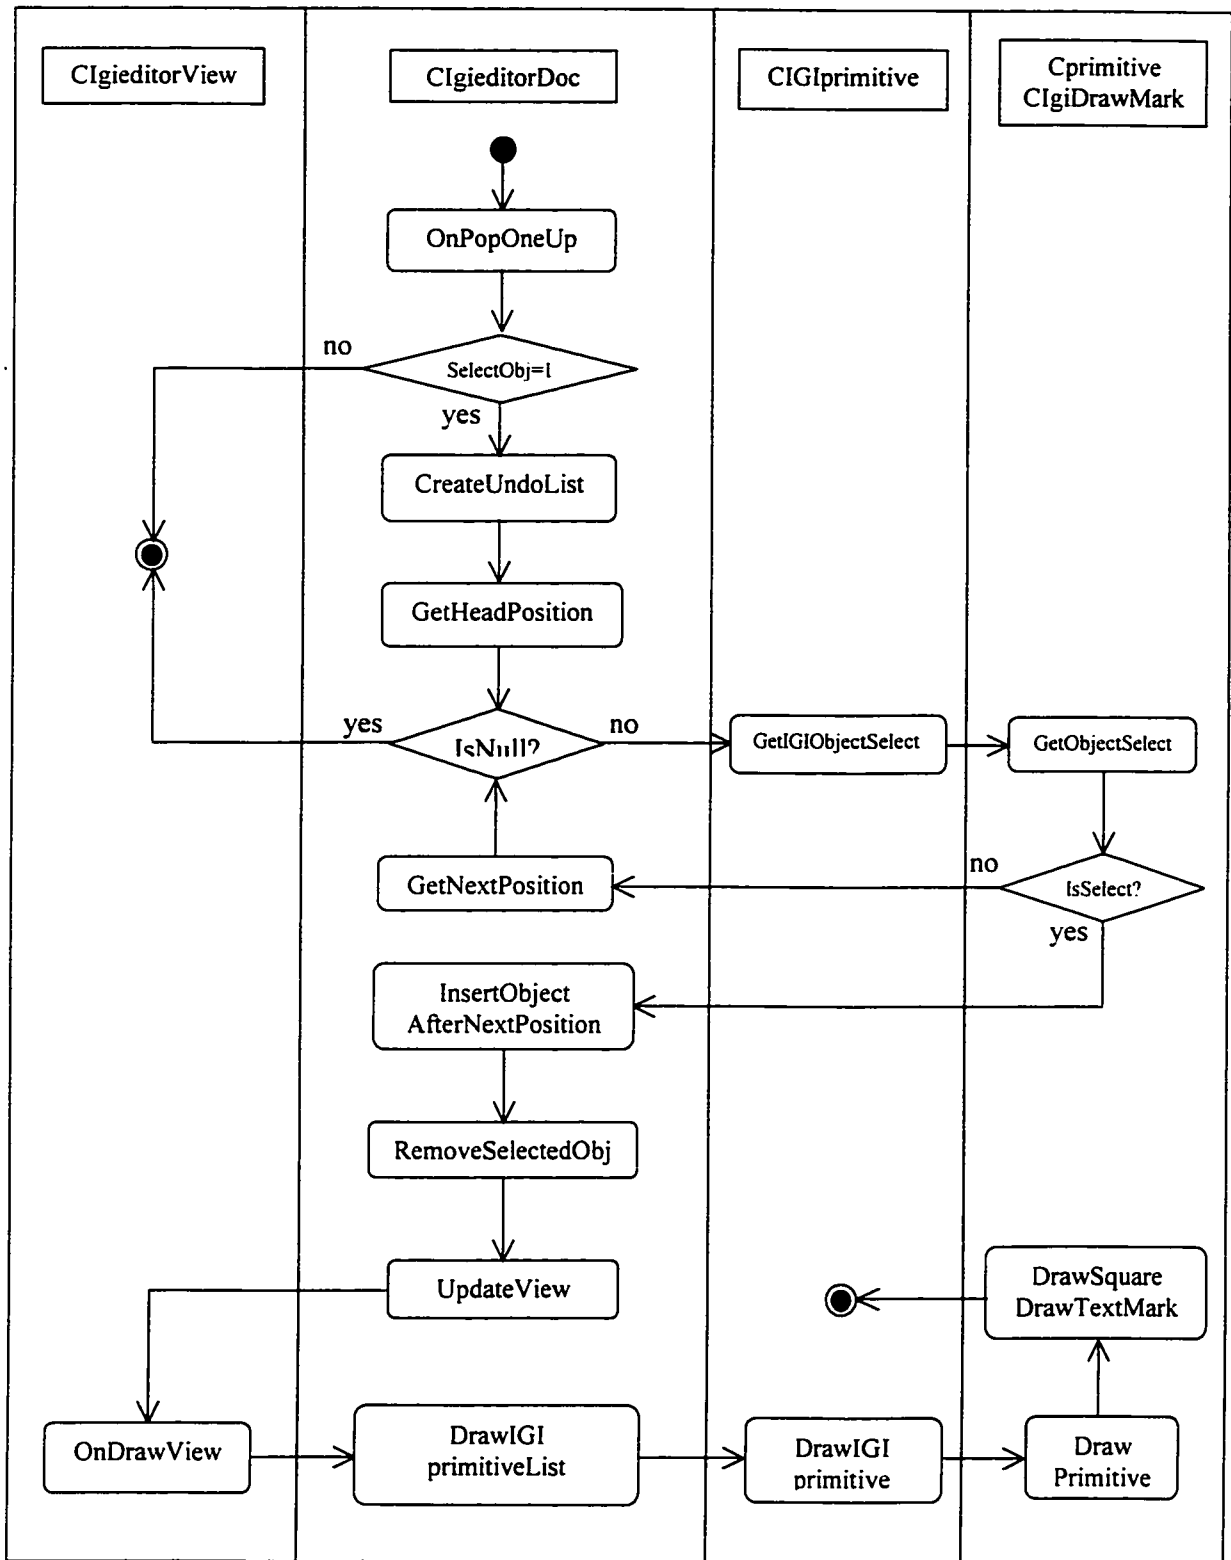 CIgieditorView
CIgieditorDoc
CIGIprimitive
Cprimitive
CIgiDrawMark
OnPopOneUp
no
SelectObj=1
yes
CreateUndoList
GetHeadPosition
yes
IsNull?
no
GetIGIObjectSelect
GetObjectSelect
GetNextPosition
no
IsSelect?
yes
InsertObject
AfterNextPosition
RemoveSelectedObj
UpdateView
DrawSquare
DrawTextMark
OnDrawView
DrawIGI
primitiveList
DrawIGI
primitive
Draw
Primitive